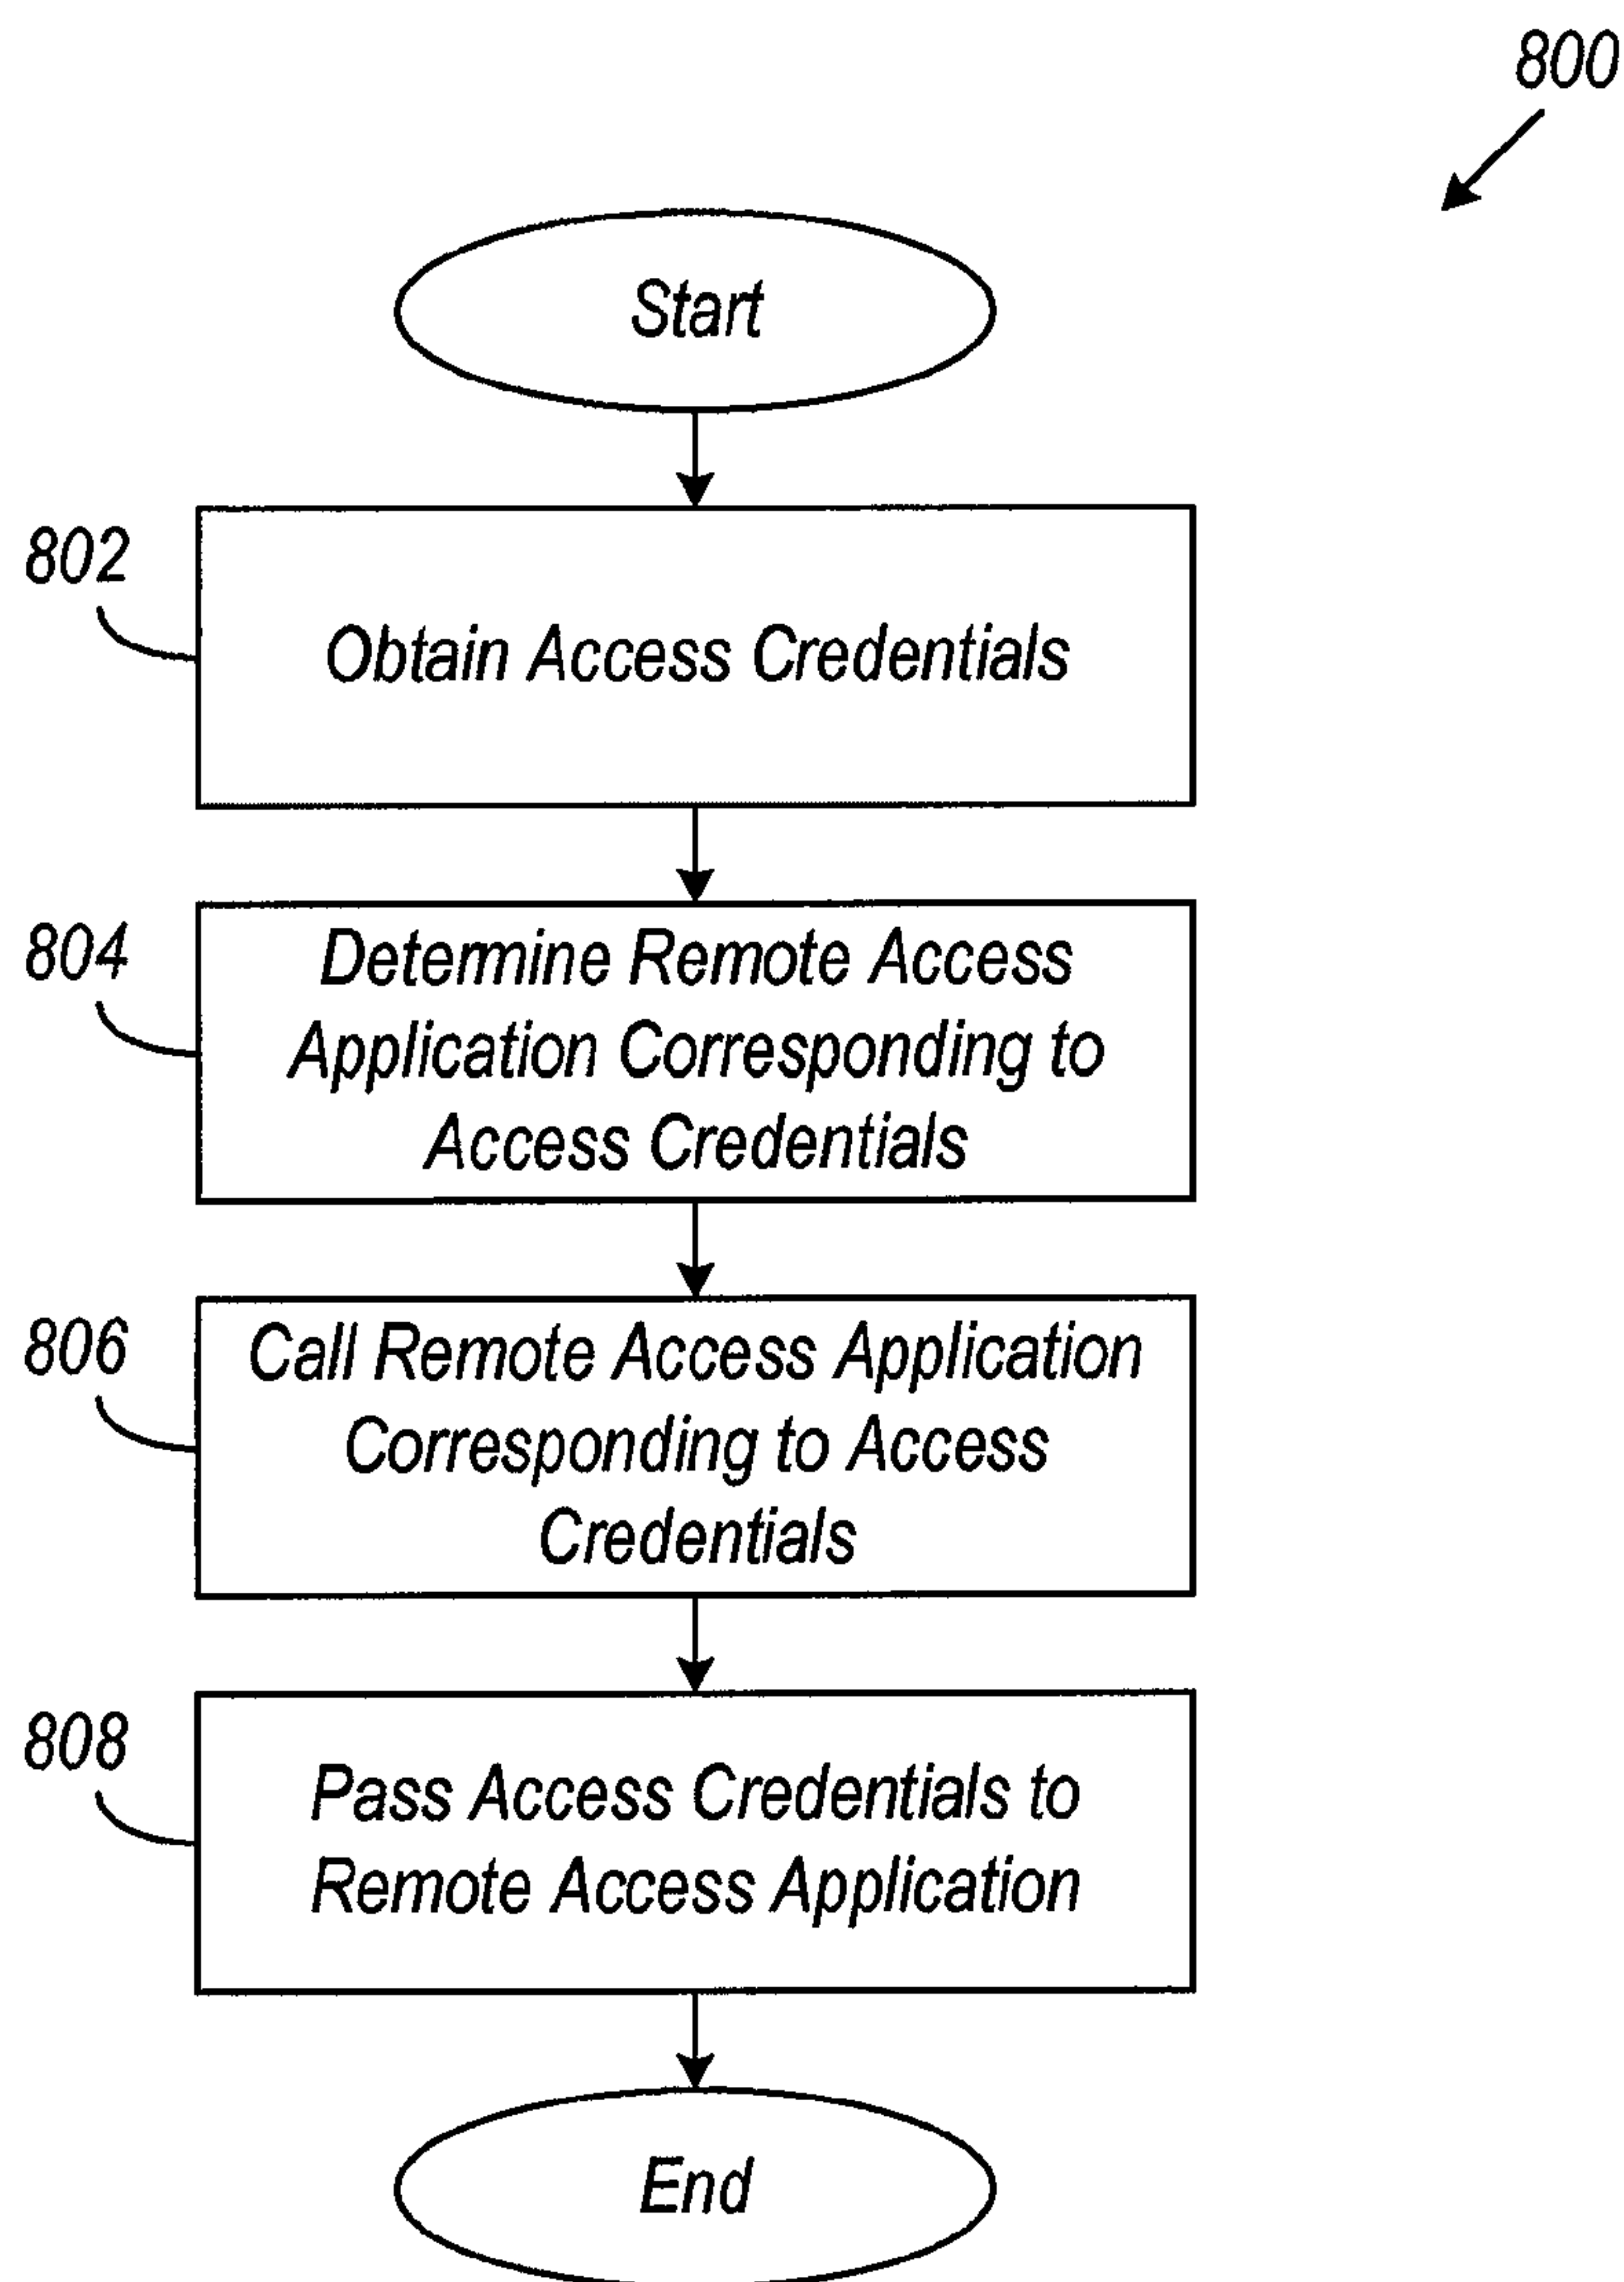 800
Start
802
Obtain Access Credentials
804
Determine Remote Access
Application Corresponding to
Access Credentials
806
Call Remote Access Application
Corresponding to Access
Credentials
808
Pass Access Credentials to
Remote Access Application
End